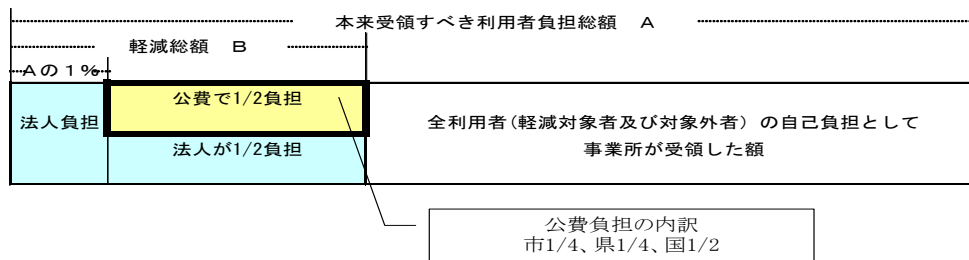 本来受領すべき利用者負担総額　A
軽減総額　B
Aの１%
公費で1/2負担
法人負担
法人が1/2負担
全利用者(軽減対象者及び対象外者）の自己負担として
事業所が受領した額
公費負担の内訳
市1/4、県1/4、国1/2